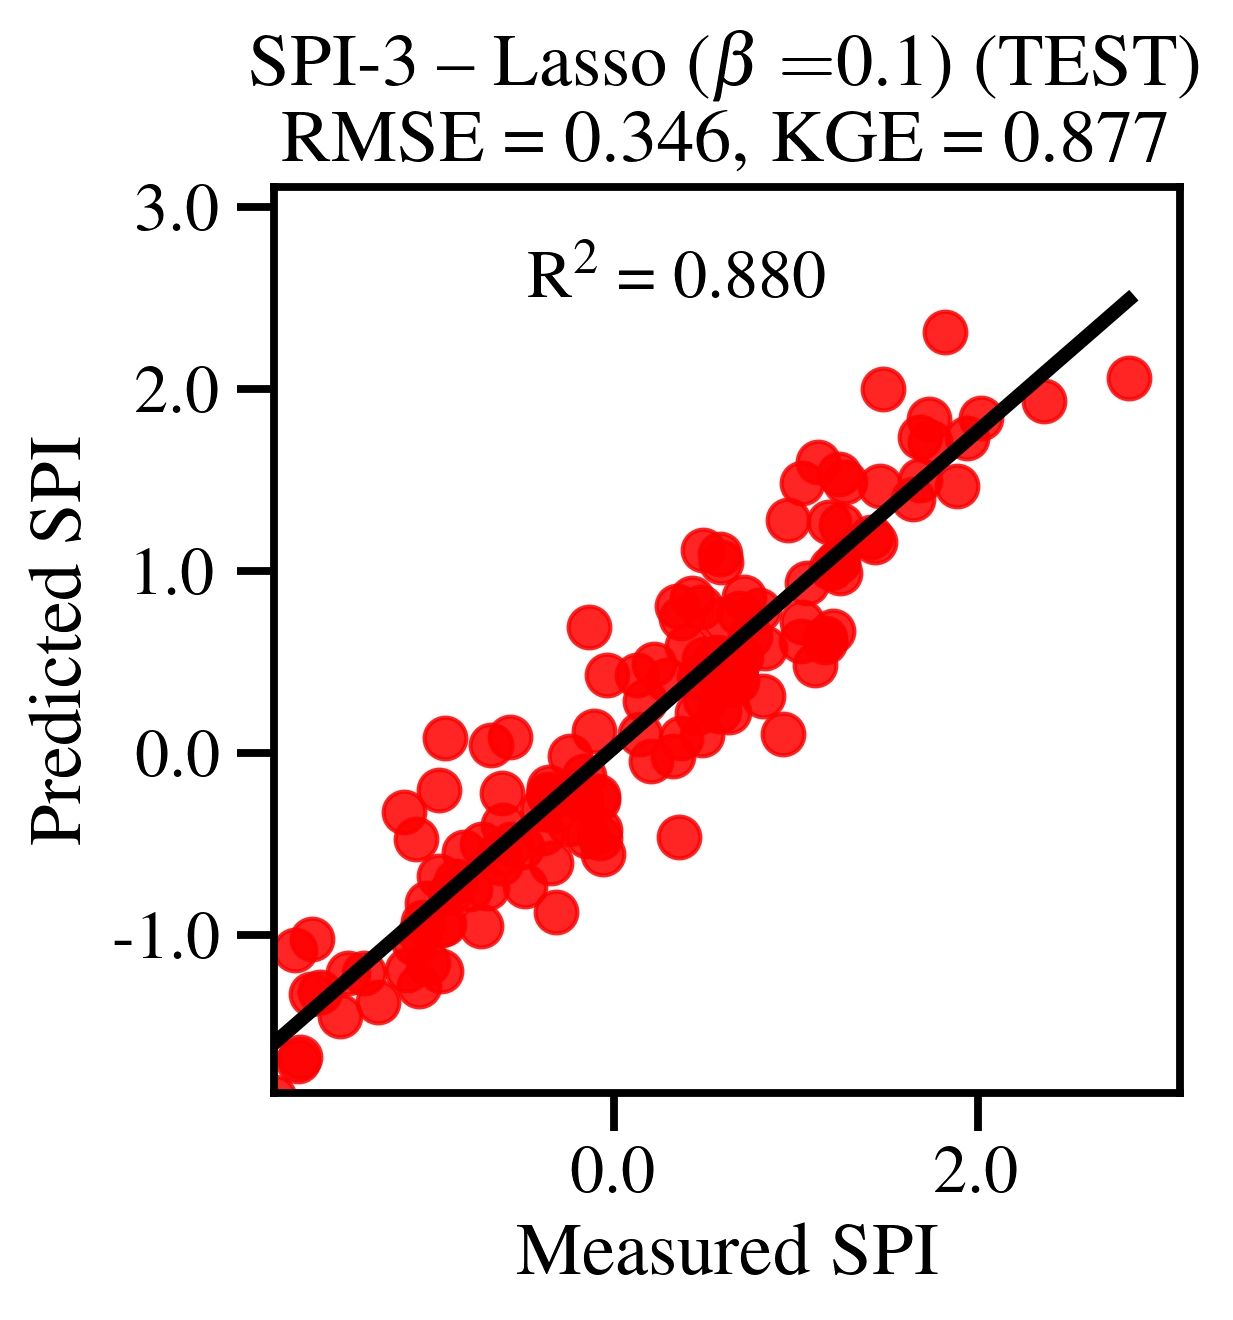 SPI-3 – Lasso (β =0.1) (TEST)
RMSE = 0.346, KGE = 0.877
R² = 0.880
3.0
2.0
1.0
0.0
-1.0
Predicted SPI
0.0 2.0
Measured SPI